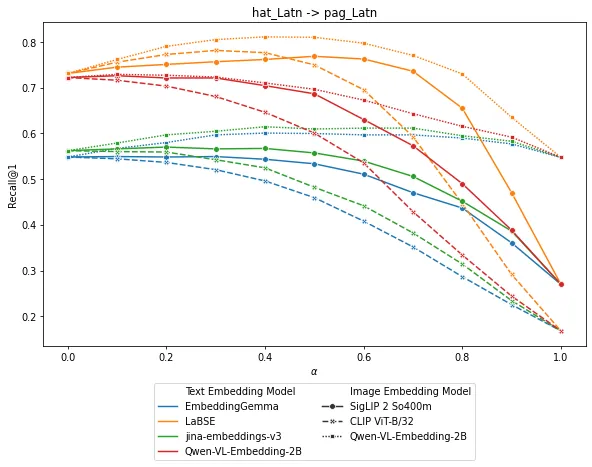 hat_Latn -> pag_Latn
Recall@1
0.8
0.7
0.6
0.5
0.4
0.3
0.2
0.0 0.2 0.4 0.6 0.8 1.0
α
Text Embedding Model Image Embedding Model
EmbeddingGemma SigLIP 2 So400m
LaBSE CLIP ViT-B/32
jina-embeddings-v3 Qwen-VL-Embedding-2B
Qwen-VL-Embedding-2B